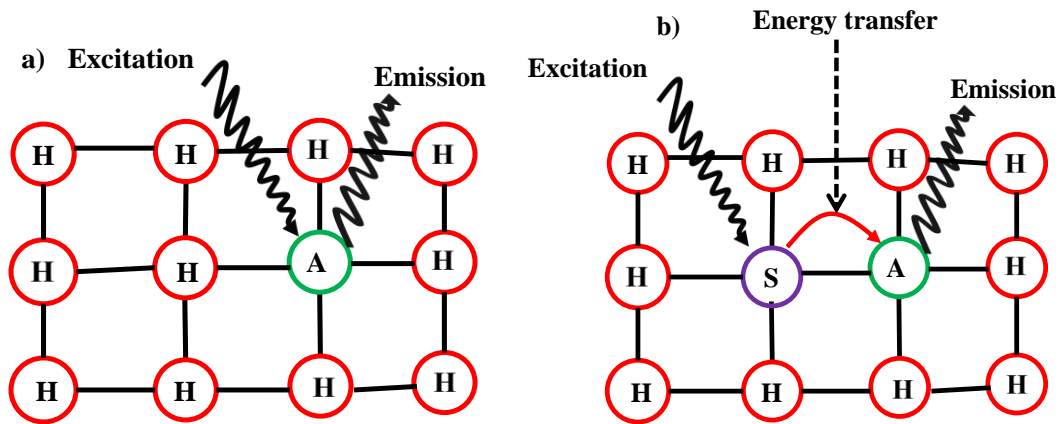 a) Excitation
Emission
H H H H
H H A H
H H H H
b)
Energy transfer
Excitation
Emission
H H H H
H S A H
H H H H